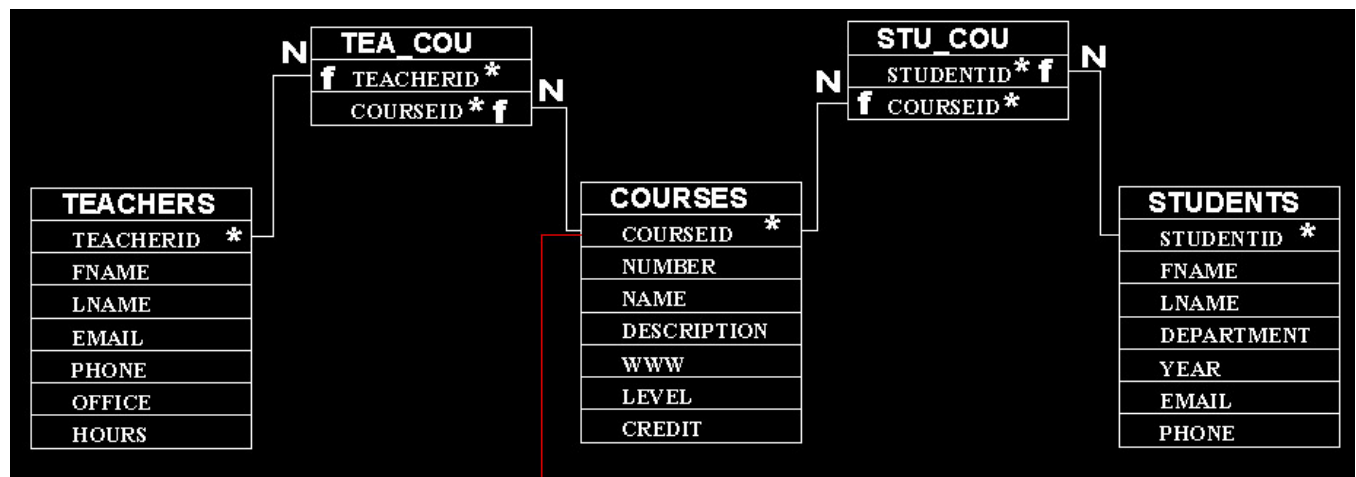 N
TEA_COU
f TEACHERID*
COURSEID* f
N
STU_COU
STUDENTID* f
f COURSEID*
N
N
TEACHERS
TEACHERID *
FNAME
LNAME
EMAIL
PHONE
OFFICE
HOURS
COURSES
COURSEID *
NUMBER
NAME
DESCRIPTION
WWW
LEVEL
CREDIT
STUDENTS
STUDENTID *
FNAME
LNAME
DEPARTMENT
YEAR
EMAIL
PHONE